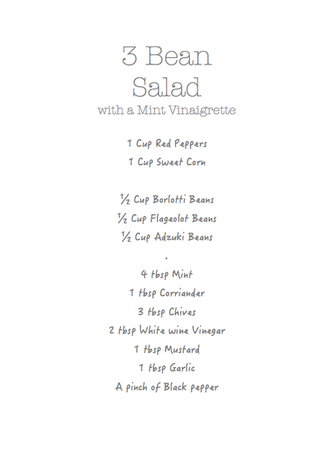 3 Bean
Salad
with a Mint Vinaigrette
1 Cup Red Peppers
1 Cup Sweet Corn
½ Cup Borlotti Beans
½ Cup Flageolot Beans
½ Cup Adzuki Beans
.
4 tbsp Mint
1 tbsp Corriander
3 tbsp Chives
2 tbsp White wine Vinegar
1 tbsp Mustard
1 tbsp Garlic
A pinch of Black pepper